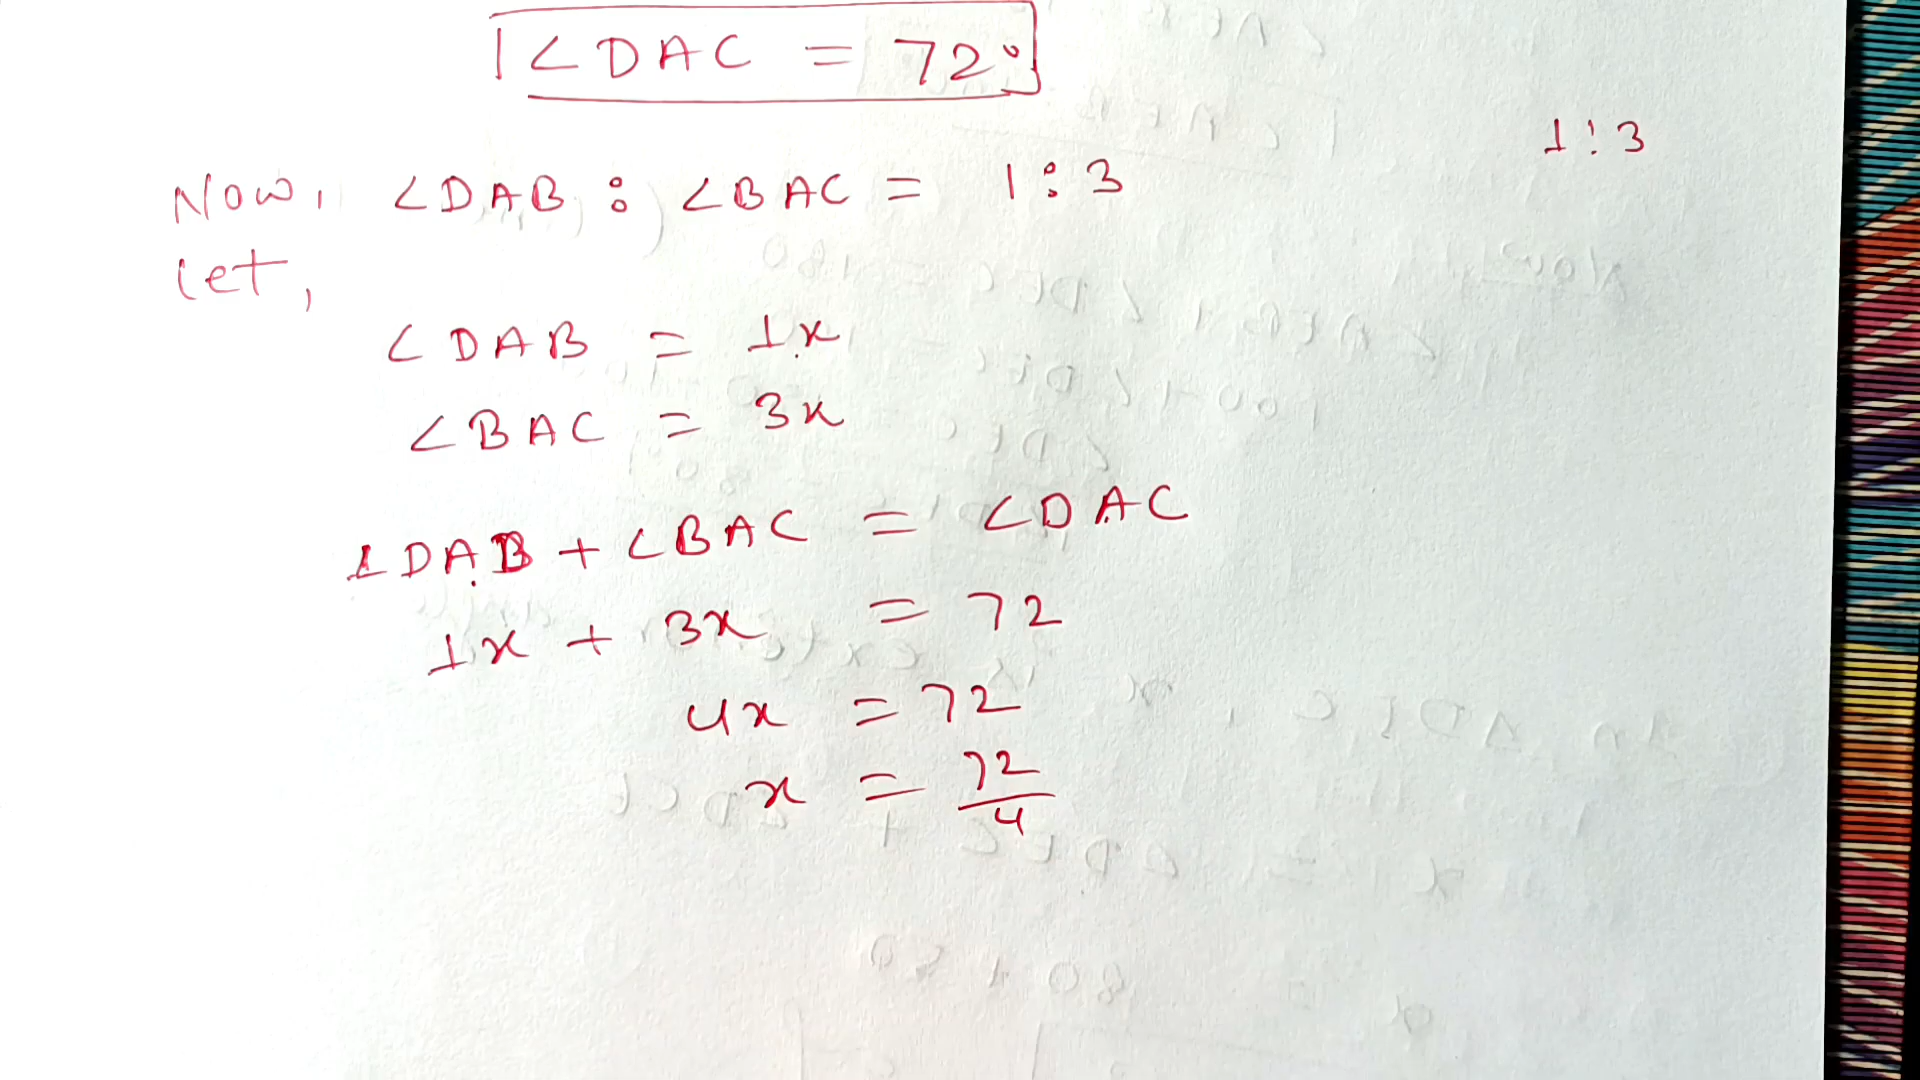 ∠DAC = 72°
1:3
Now, ∠DAB : ∠BAC = 1:3
let,
∠DAB = 1x
∠BAC = 3x
∠DAB + ∠BAC = ∠DAC
1x + 3x = 72
4x = 72
x = 72/4